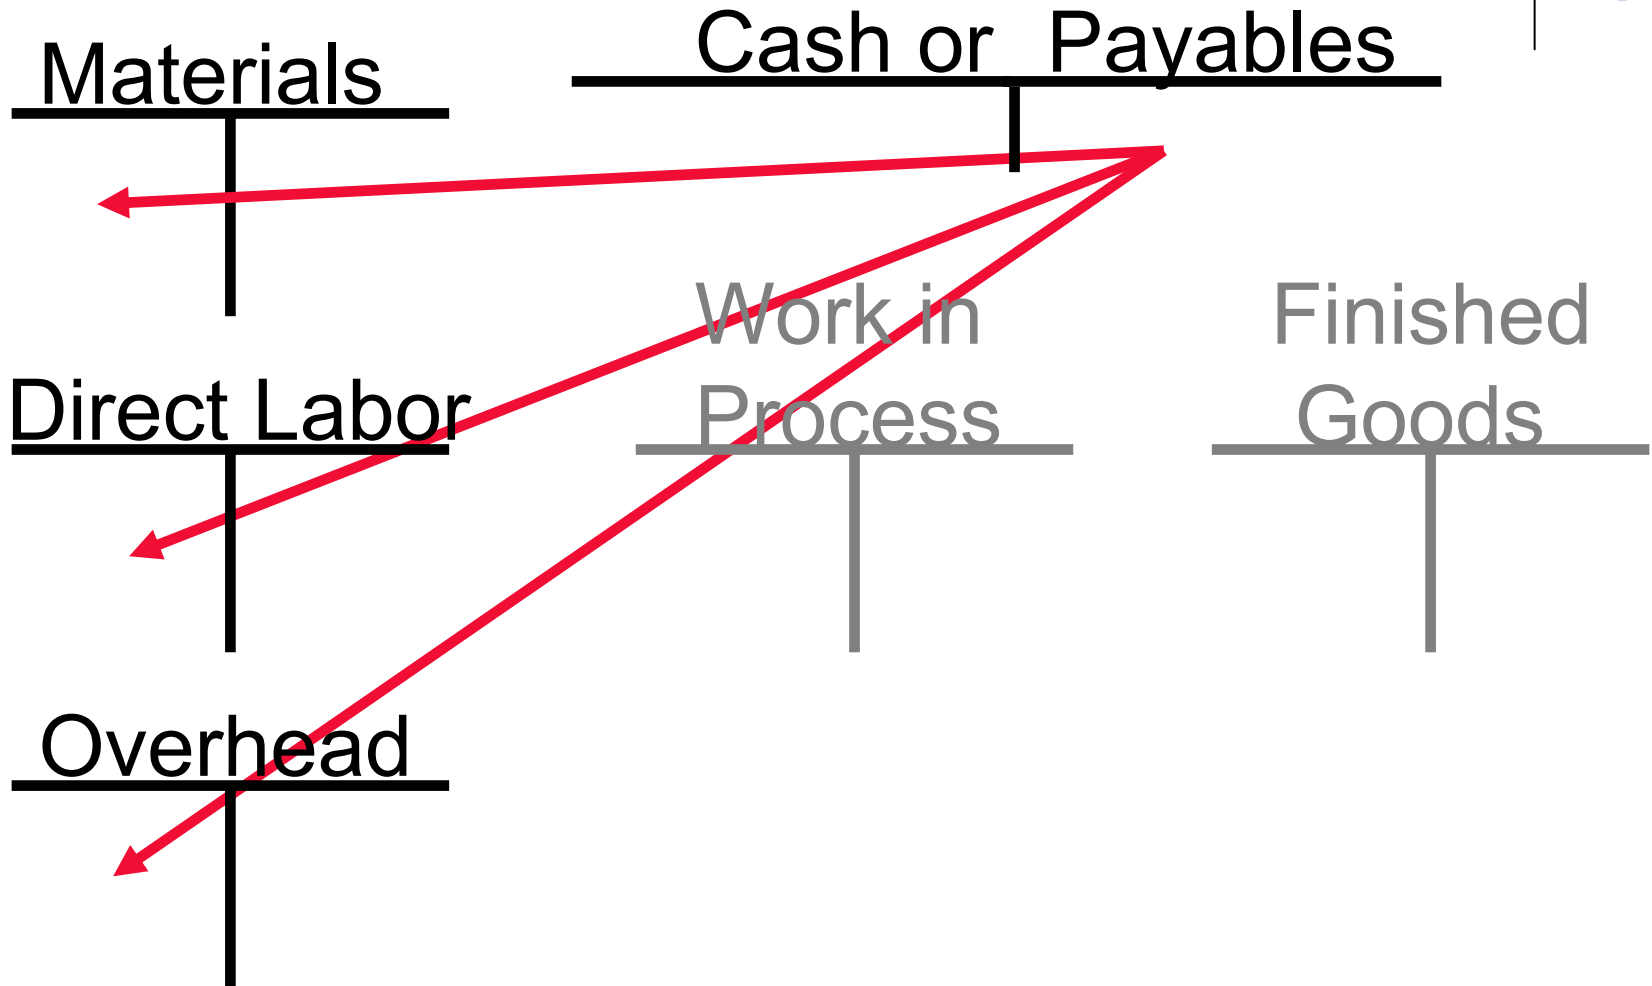 Cash or  Payables
Materials
Work in
Process
Finished
Goods
Direct Labor
Overhead